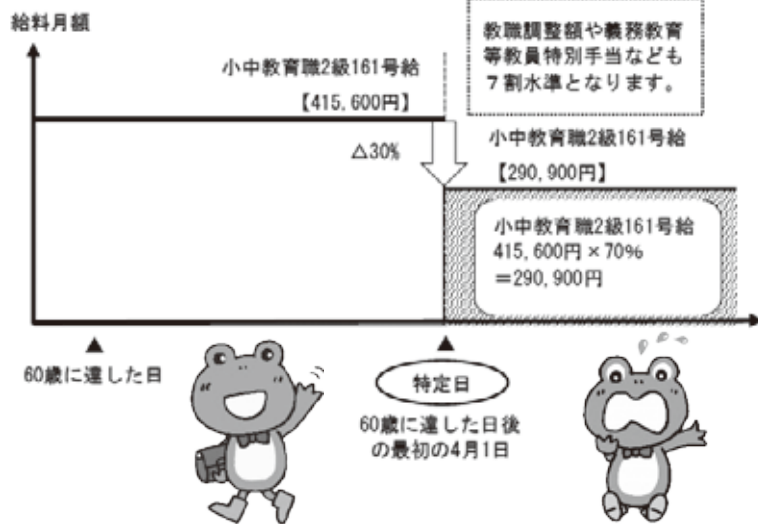 給料月額
教職調整額や義務教育
等教員特別手当なども
７割水準となります。
小中教育職2級161号給
【415,600円】
△30%
小中教育職2級161号給
【290,900円】
小中教育職2級161号給
415,600円×70%
＝290,900円
▲
60歳に達した日
▲
特定日
60歳に達した日後
の最初の4月1日